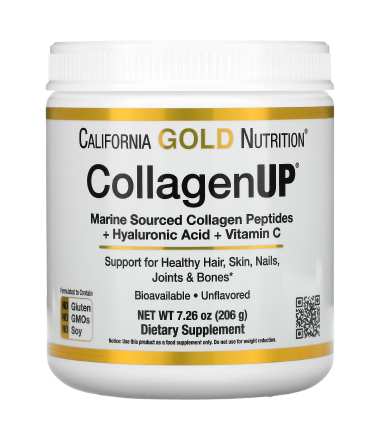 CALIFORNIA GOLD NUTRITION®
CollagenUP®
Marine Sourced Collagen Peptides
+ Hyaluronic Acid + Vitamin C
Support for Healthy Hair, Skin, Nails,
Joints & Bones*
Bioavailable • Unflavored
Formulated to Contain:
NO Gluten
NO GMOs
NO Soy
NET WT 7.26 oz (206 g)
Dietary Supplement
Notice: Use this product as a food supplement only. Do not use for weight reduction.